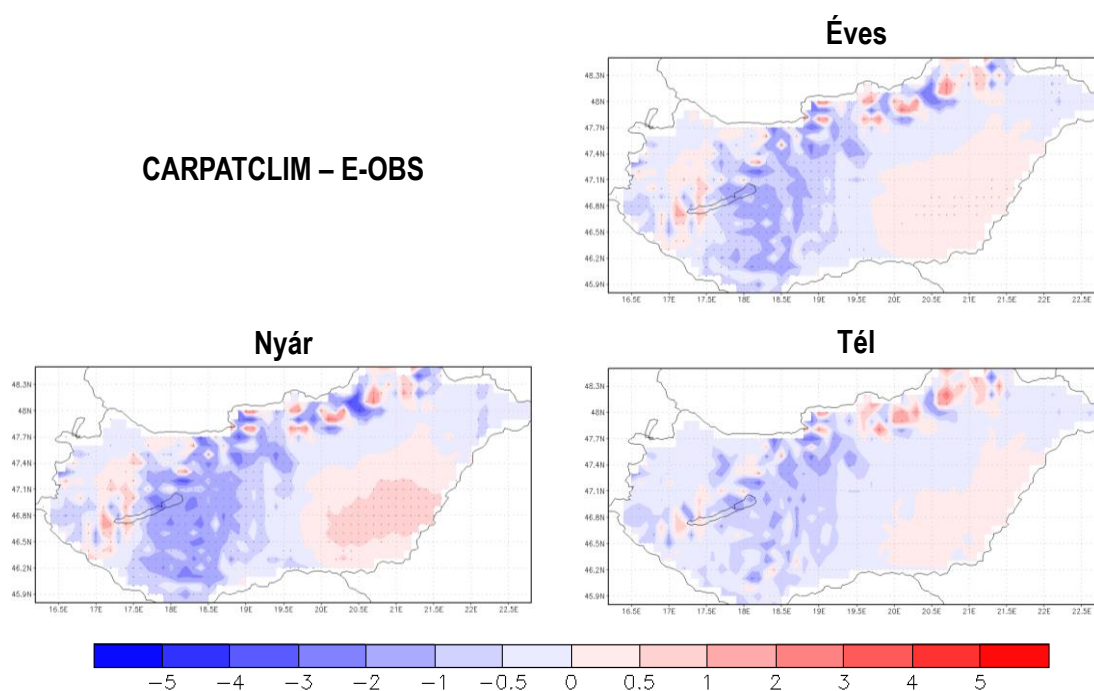 Éves
CARPATCLIM – E-OBS
48.3N
48N
47.7N
47.4N
47.1N
46.8N
46.5N
46.2N
45.9N
16.5E 17E 17.5E 18E 18.5E 19E 19.5E 20E 20.5E 21E 21.5E 22E 22.5E
Nyár
48.3N
48N
47.7N
47.4N
47.1N
46.8N
46.5N
46.2N
45.9N
16.5E 17E 17.5E 18E 18.5E 19E 19.5E 20E 20.5E 21E 21.5E 22E 22.5E
Tél
48.3N
48N
47.7N
47.4N
47.1N
46.8N
46.5N
46.2N
45.9N
16.5E 17E 17.5E 18E 18.5E 19E 19.5E 20E 20.5E 21E 21.5E 22E 22.5E
−5 −4 −3 −2 −1 −0.5 0 0.5 1 2 3 4 5